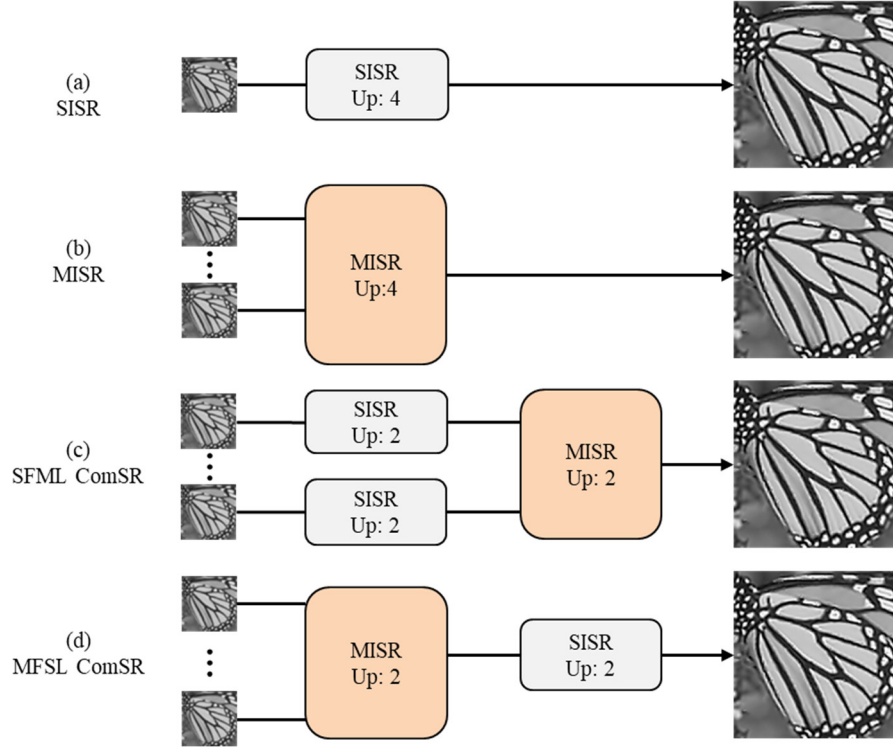 (a)
SISR
SISR
Up: 4
(b)
MISR
MISR
Up:4
(c)
SFML ComSR
SISR
Up: 2
SISR
Up: 2
MISR
Up: 2
(d)
MFSL ComSR
MISR
Up: 2
SISR
Up: 2